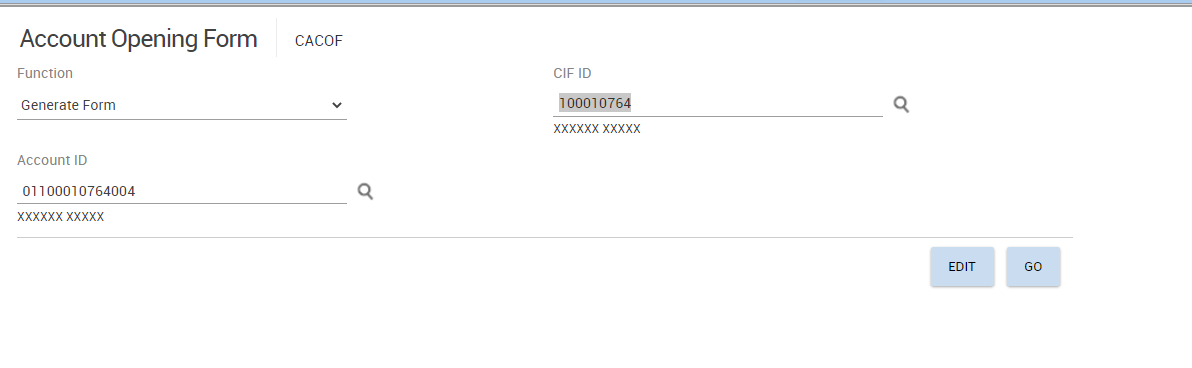 Account Opening Form CACOF
Function
Generate Form
CIF ID
100010764
XXXXXX XXXXX
Account ID
01100010764004
XXXXXX XXXXX
EDIT GO